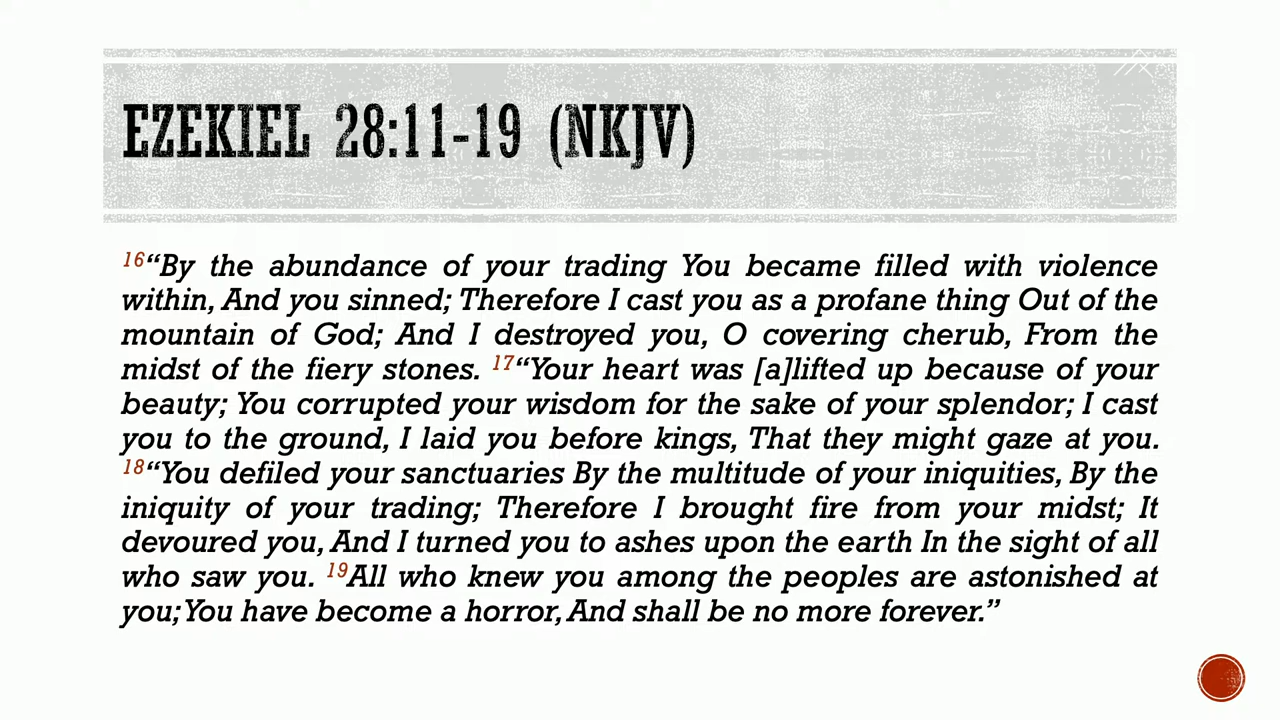 EZEKIEL 28:11-19 (NKJV)
16“By the abundance of your trading You became filled with violence
within, And you sinned; Therefore I cast you as a profane thing Out of the
mountain of God; And I destroyed you, O covering cherub, From the
midst of the fiery stones. 17“Your heart was [a]lifted up because of your
beauty; You corrupted your wisdom for the sake of your splendor; I cast
you to the ground, I laid you before kings, That they might gaze at you.
18“You defiled your sanctuaries By the multitude of your iniquities, By the
iniquity of your trading; Therefore I brought fire from your midst; It
devoured you, And I turned you to ashes upon the earth In the sight of all
who saw you. 19All who knew you among the peoples are astonished at
you; You have become a horror, And shall be no more forever.”